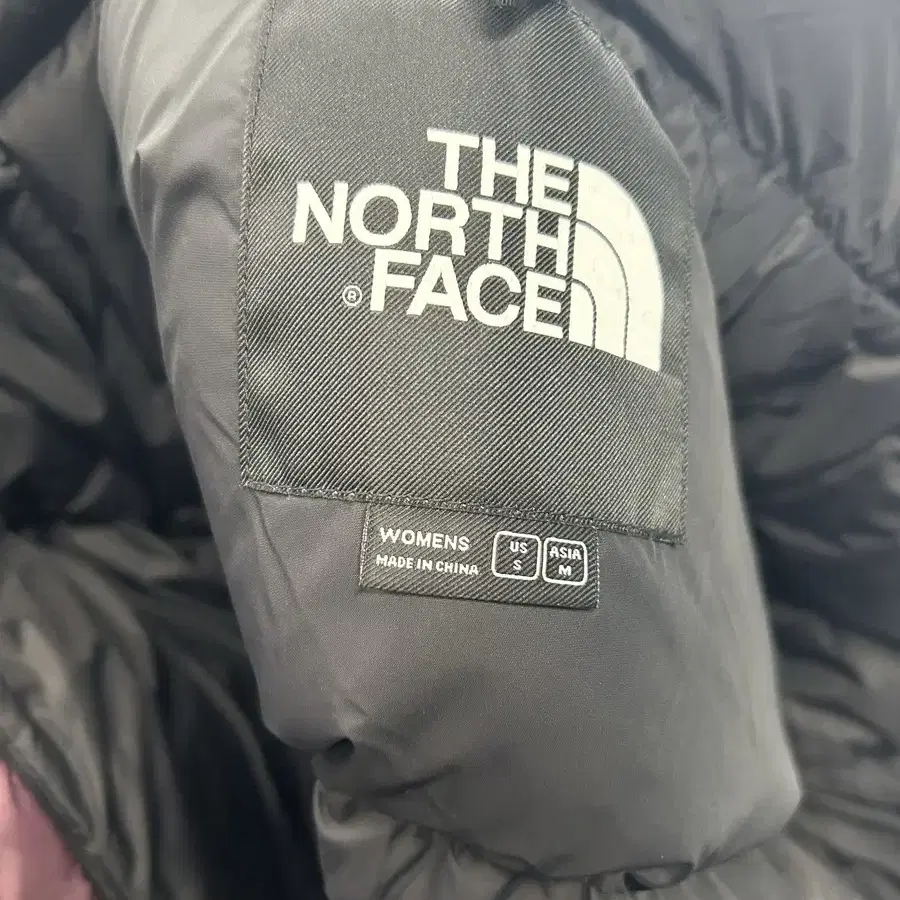 THE
NORTH
® FACE
WOMENS
MADE IN CHINA
US
S
ASIA
M